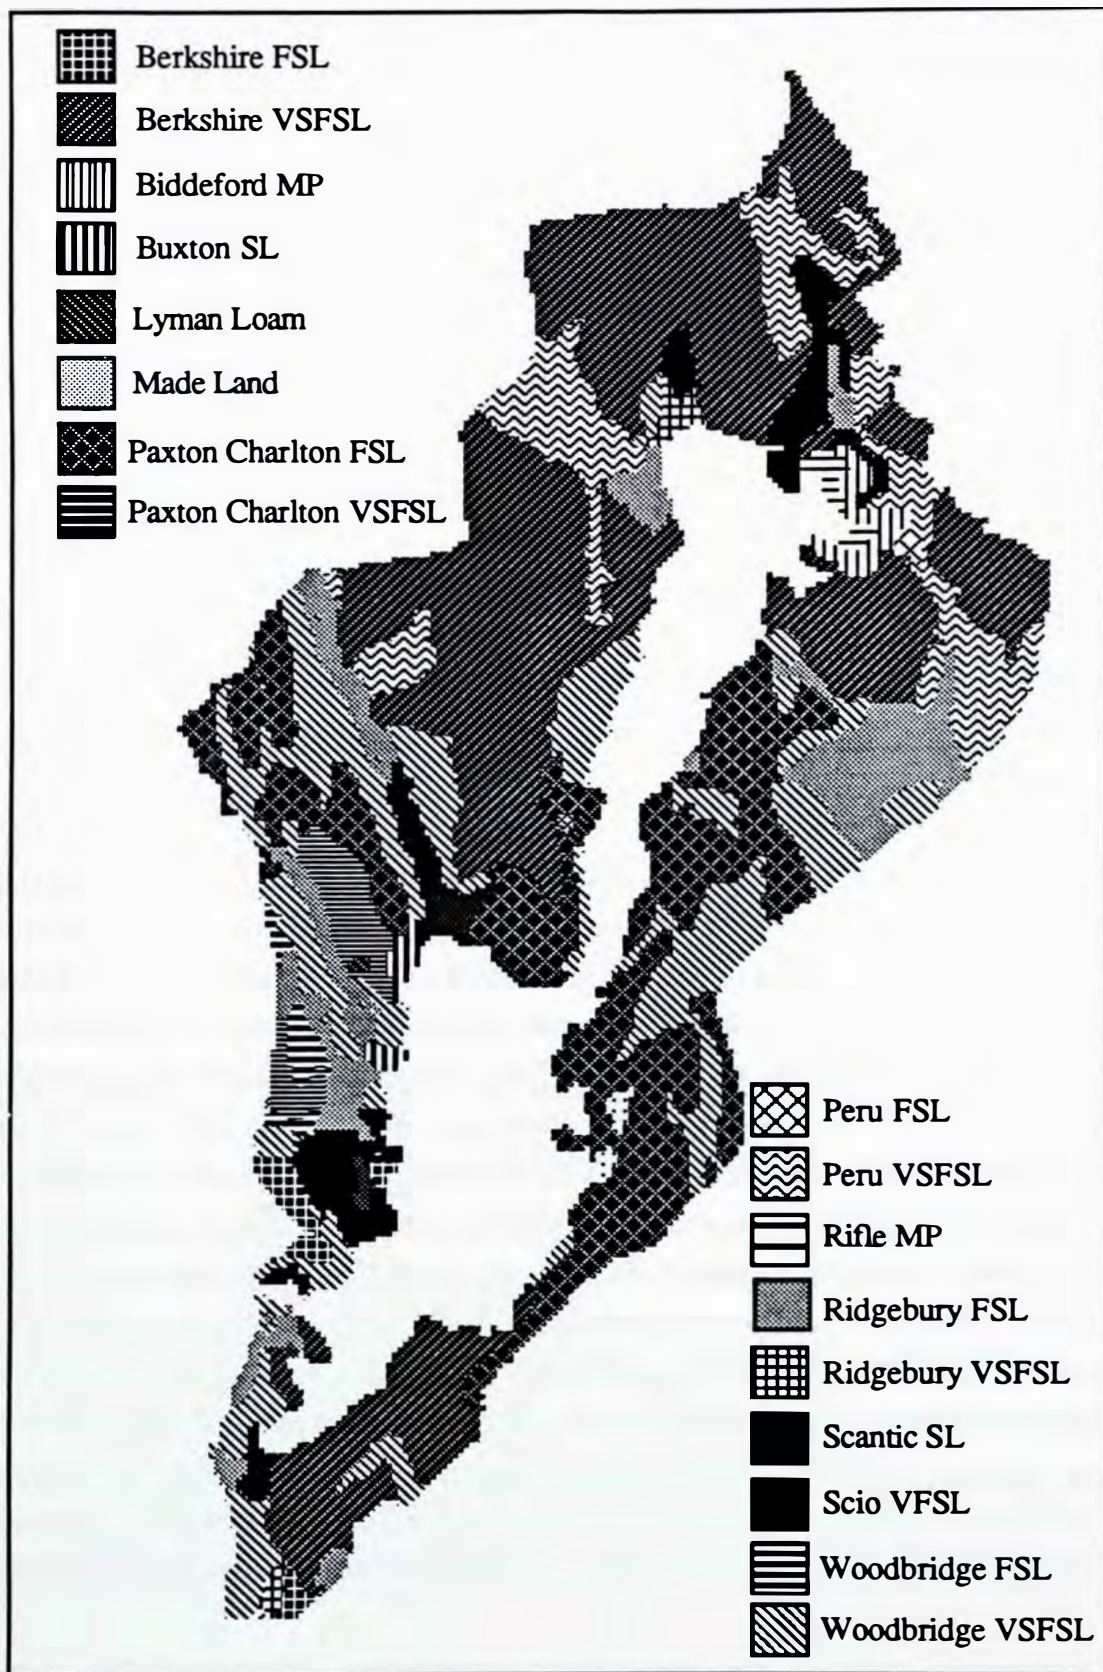 Berkshire FSL
Berkshire VSFSL
Biddeford MP
Buxton SL
Lyman Loam
Made Land
Paxton Charlton FSL
Paxton Charlton VSFSL
Peru FSL
Peru VSFSL
Rifle MP
Ridgebury FSL
Ridgebury VSFSL
Scantic SL
Scio VFSL
Woodbridge FSL
Woodbridge VSFSL